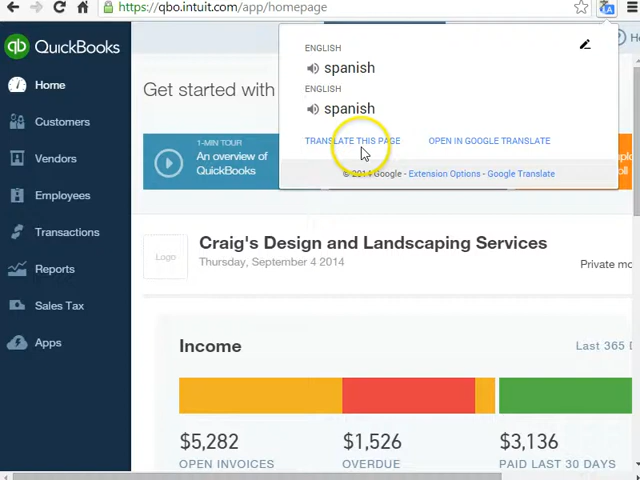 https://qbo.intuit.com/app/homepage
qb QuickBooks
Home
Customers
Vendors
Employees
Transactions
Reports
Sales Tax
Apps
Get started with
1-MIN TOUR
An overview of
QuickBooks
ENGLISH
spanish
ENGLISH
spanish
TRANSLATE THIS PAGE OPEN IN GOOGLE TRANSLATE
© 2014 Google - Extension Options - Google Translate
Logo
Craig's Design and Landscaping Services
Thursday, September 4 2014
Private mo
Income
Last 365 D
$5,282
OPEN INVOICES
$1,526
OVERDUE
$3,136
PAID LAST 30 DAYS